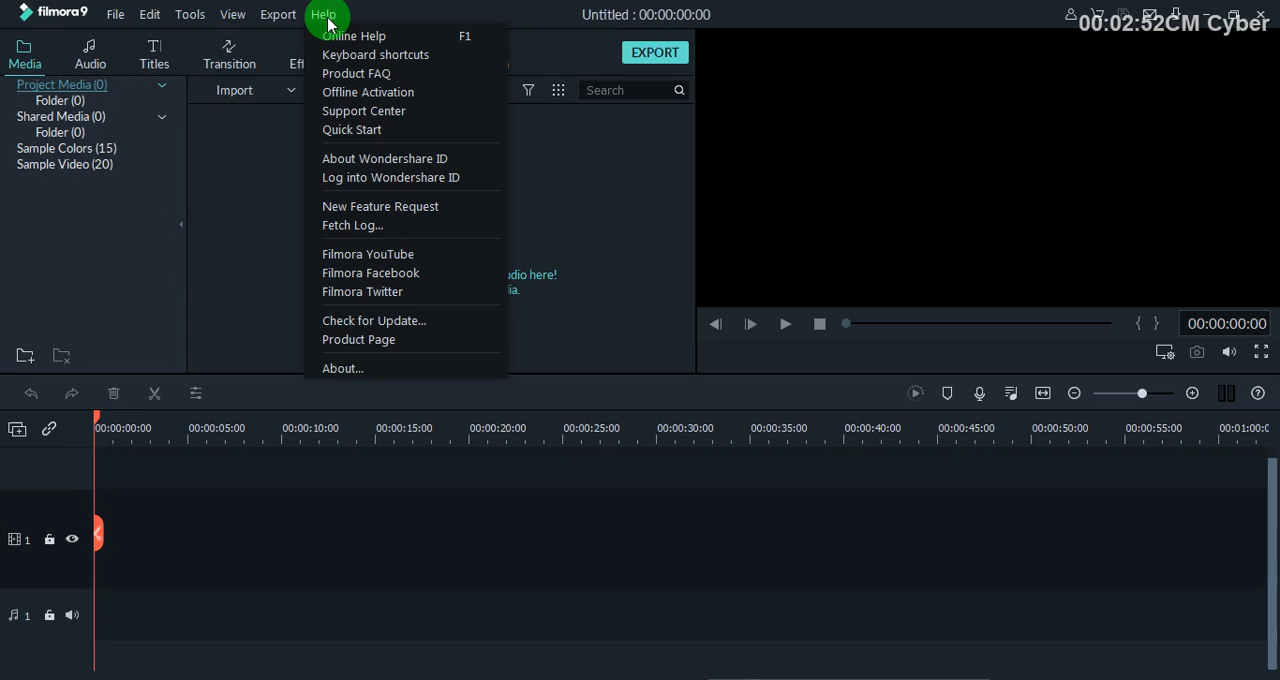 filmora9 File Edit Tools View Export Help Untitled : 00:00:00:00
00:02:52CM Cyber
Media Audio Titles Transition
EXPORT
Project Media (0)
Folder (0)
Shared Media (0)
Folder (0)
Sample Colors (15)
Sample Video (20)
Import
Search
Online Help F1
Keyboard shortcuts
Product FAQ
Offline Activation
Support Center
Quick Start
About Wondershare ID
Log into Wondershare ID
New Feature Request
Fetch Log...
Filmora YouTube
Filmora Facebook
Filmora Twitter
Check for Update...
Product Page
About...
here!
00:00:00:00
00:00:00:00 00:00:05:00 00:00:10:00 00:00:15:00 00:00:20:00 00:00:25:00 00:00:30:00 00:00:35:00 00:00:40:00 00:00:45:00 00:00:50:00 00:00:55:00
1
1